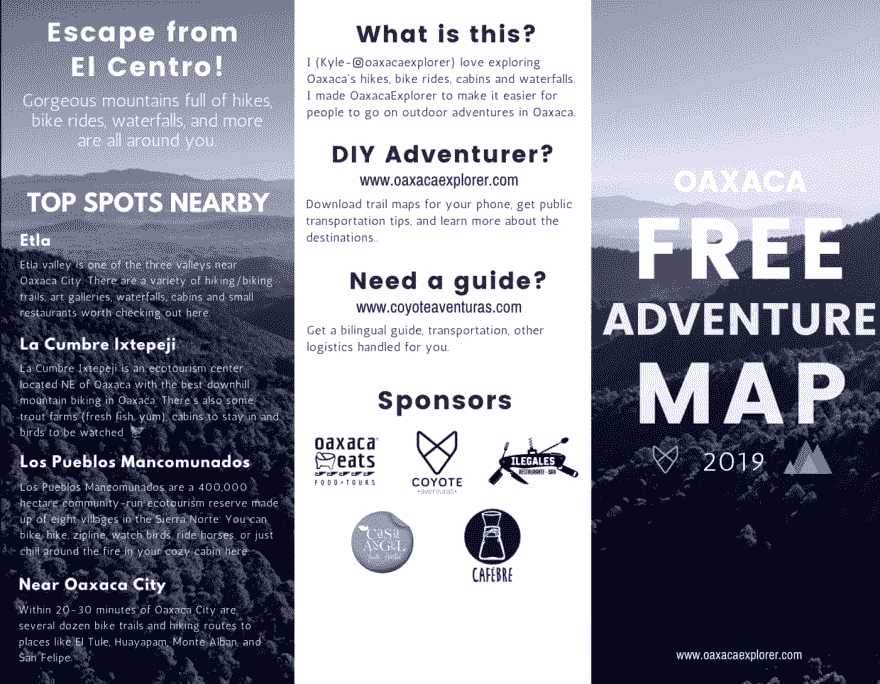 Escape from
El Centro!
Gorgeous mountains full of hikes,
bike rides, waterfalls, and more
are all around you.
TOP SPOTS NEARBY
Etla
Etla valley is one of the three valleys near
Oaxaca City. There are a variety of hiking/biking
trails, art galleries, waterfalls, cabins and small
restaurants worth checking out here.
La Cumbre Ixtepeji
La Cumbre Ixtepeji is an ecotourism center
located NE of Oaxaca with the best downhill
mountain biking in Oaxaca. There's also some
trout farms (fresh fish, yum), cabins to stay in and
birds to be watched
Los Pueblos Mancomunados
Los Pueblos Mancomunados are a 400,000
hectare community-run ecotourism reserve made
up of eight villages in the Sierra Norte. You can
bike, hike, zipline, watch birds, ride horses, or just
chill around the fire in your cozy cabin here.
Near Oaxaca City
Within 20-30 minutes of Oaxaca City are
several dozen bike trails and hiking routes to
places like El Tule, Huayapam, Monte Alban, and
San Felipe.
What is this?
I (Kyle-@oaxacaexplorer) love exploring
Oaxaca's hikes, bike rides, cabins and waterfalls.
I made OaxacaExplorer to make it easier for
people to go on outdoor adventures in Oaxaca.
DIY Adventurer?
www.oaxacaexplorer.com
Download trail maps for your phone, get public
transportation tips, and learn more about the
destinations..
Need a guide?
www.coyoteaventuras.com
Get a bilingual guide, transportation, other
logistics handled for you.
Sponsors
oaxaca
eats
FOOD•TOURS
COYOTE
•aventuras•
ILEGALES
RESTAURANTE - BAR
CaSa
ANGEL
CAFÉBRE
OAXACA
FREE
ADVENTURE
MAP
2019
www.oaxacaexplorer.com